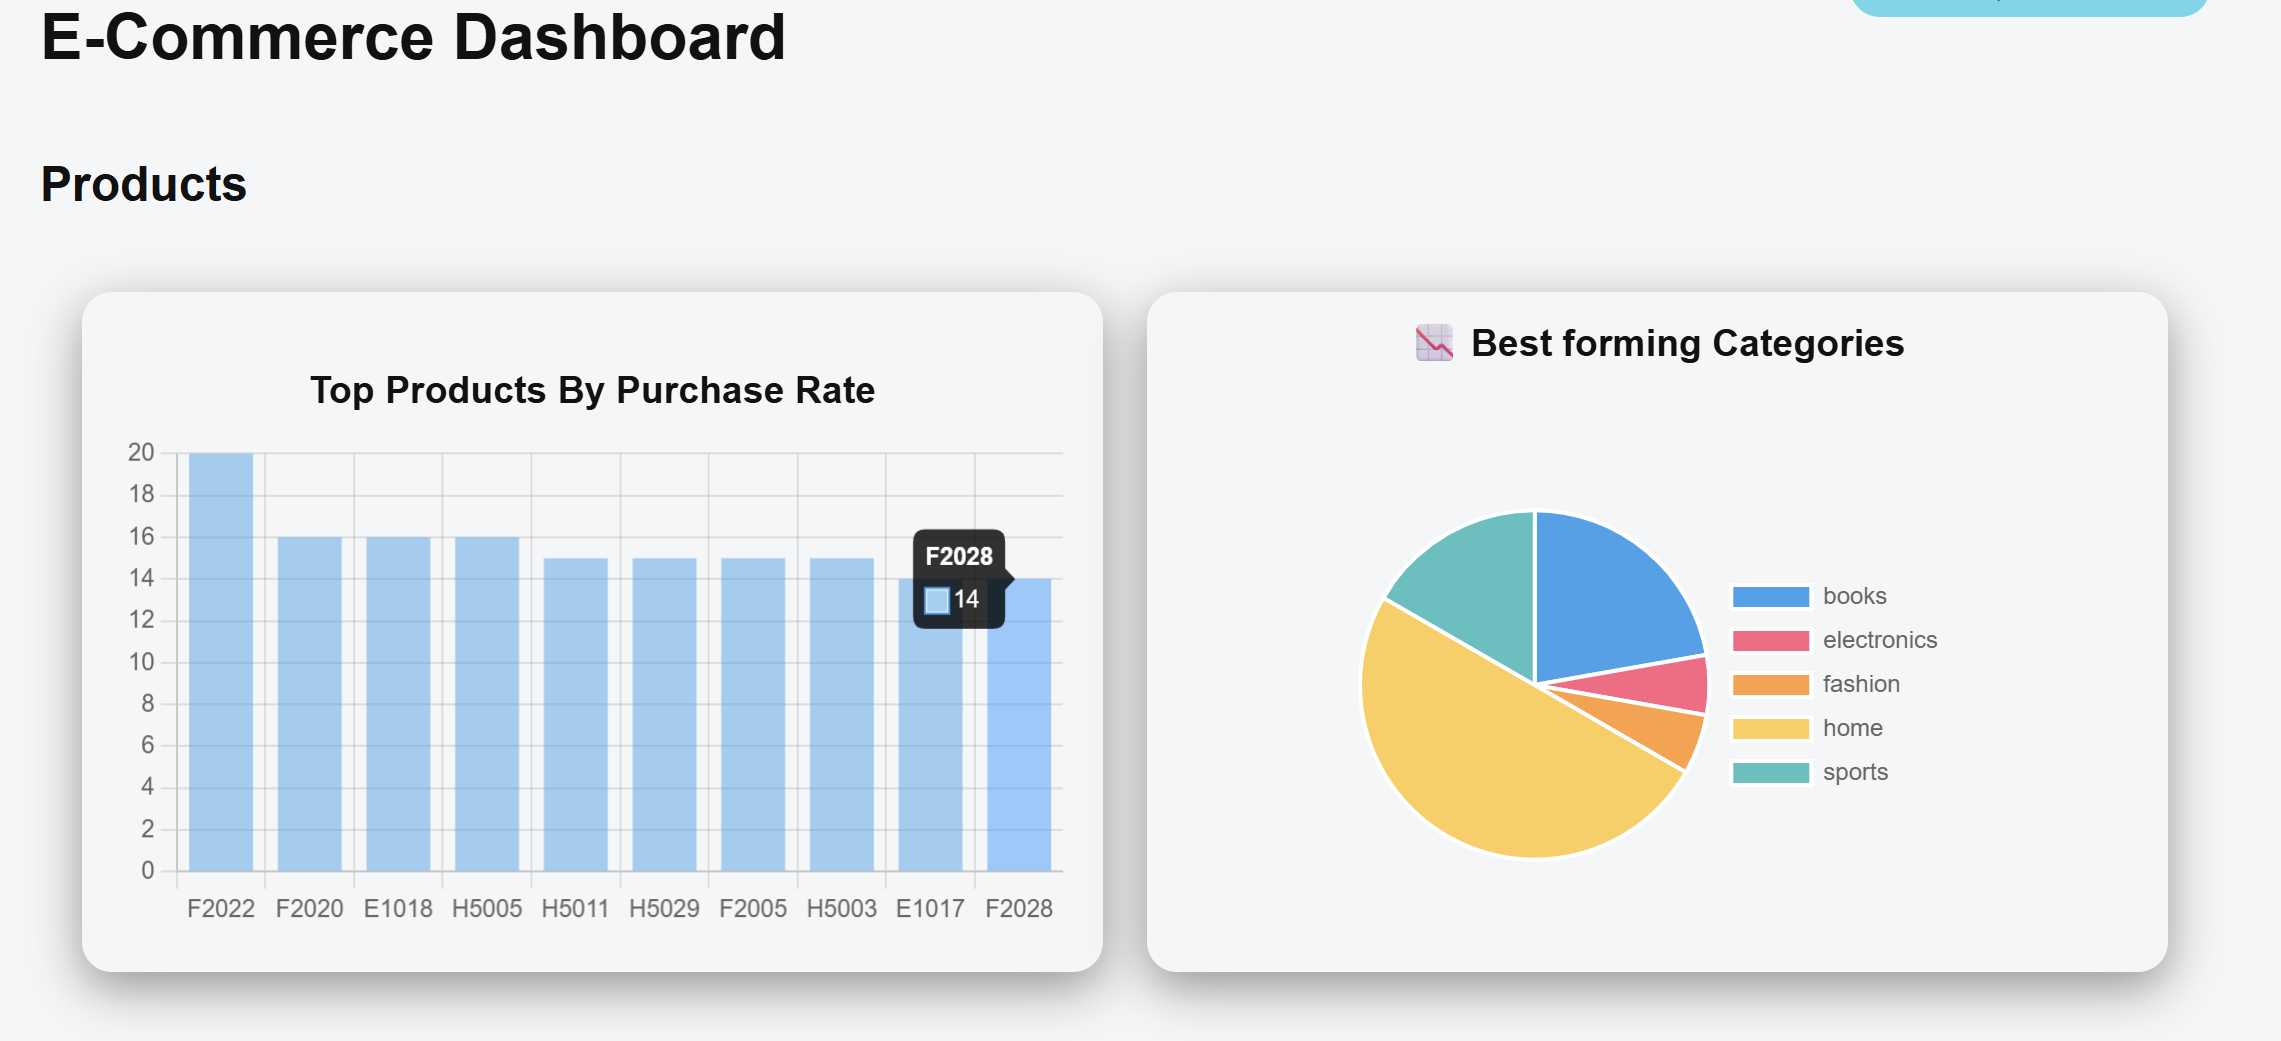 E-Commerce Dashboard
Products
Top Products By Purchase Rate
20
18
16
14
12
10
8
6
4
2
0
F2022 F2020 E1018 H5005 H5011 H5029 F2005 H5003 E1017 F2028
F2028
14
Best forming Categories
books
electronics
fashion
home
sports